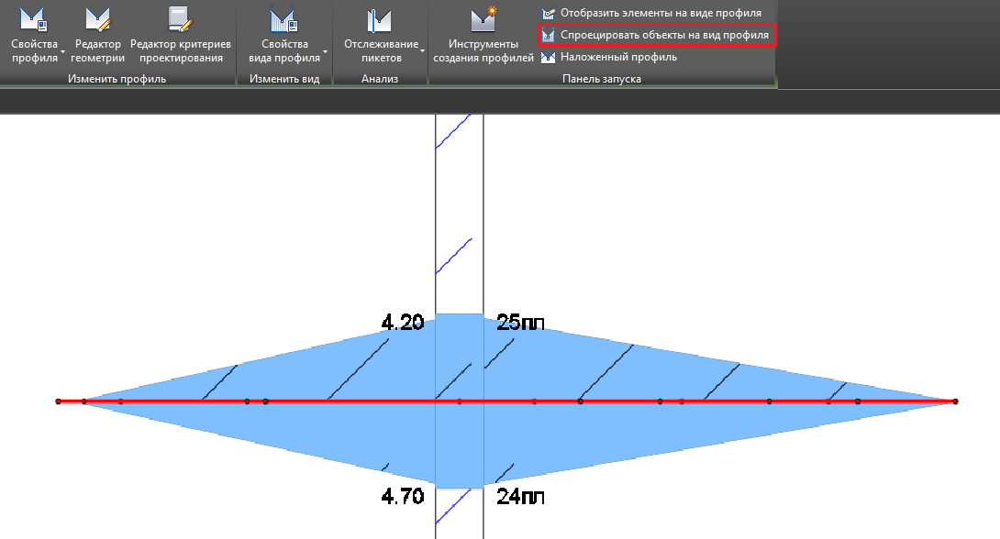 Свойства профиля
Редактор геометрии
Редактор критериев проектирования
Изменить профиль
Свойства вида профиля
Изменить вид
Отслеживание пикетов
Анализ
Инструменты создания профилей
Отобразить элементы на виде профиля
Спроецировать объекты на вид профиля
Наложенный профиль
Панель запуска
4.20 25пл
4.70 24пл